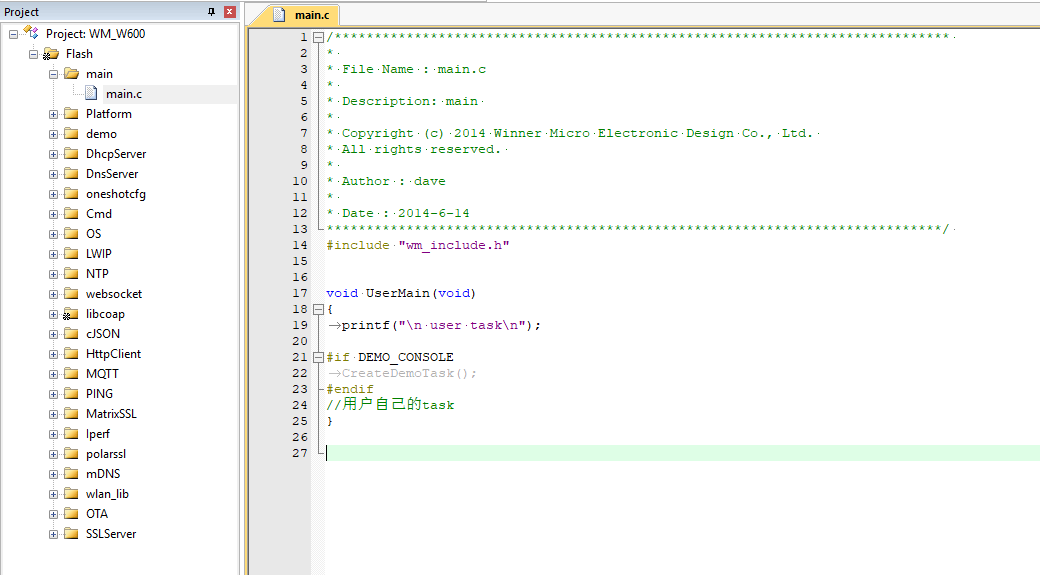 Project
Project: WM_W600
Flash
main
main.c
Platform
demo
DhcpServer
DnsServer
oneshotcfg
Cmd
OS
LWIP
NTP
websocket
libcoap
cJSON
HttpClient
MQTT
PING
MatrixSSL
Iperf
polarssl
mDNS
wlan_lib
OTA
SSLServer
main.c
1 /*****************************************************************************
2 *
3 * File Name : main.c
4 *
5 * Description: main
6 *
7 * Copyright (c) 2014 Winner Micro Electronic Design Co., Ltd.
8 * All rights reserved.
9 *
10 * Author : dave
11 *
12 * Date : 2014-6-14
13 *****************************************************************************/
14 #include "wm_include.h"
15
16
17 void UserMain(void)
18 {
19 printf("\n user task\n");
20
21 #if DEMO_CONSOLE
22 CreateDemoTask();
23 #endif
24 //用户自己的task
25 }
26
27